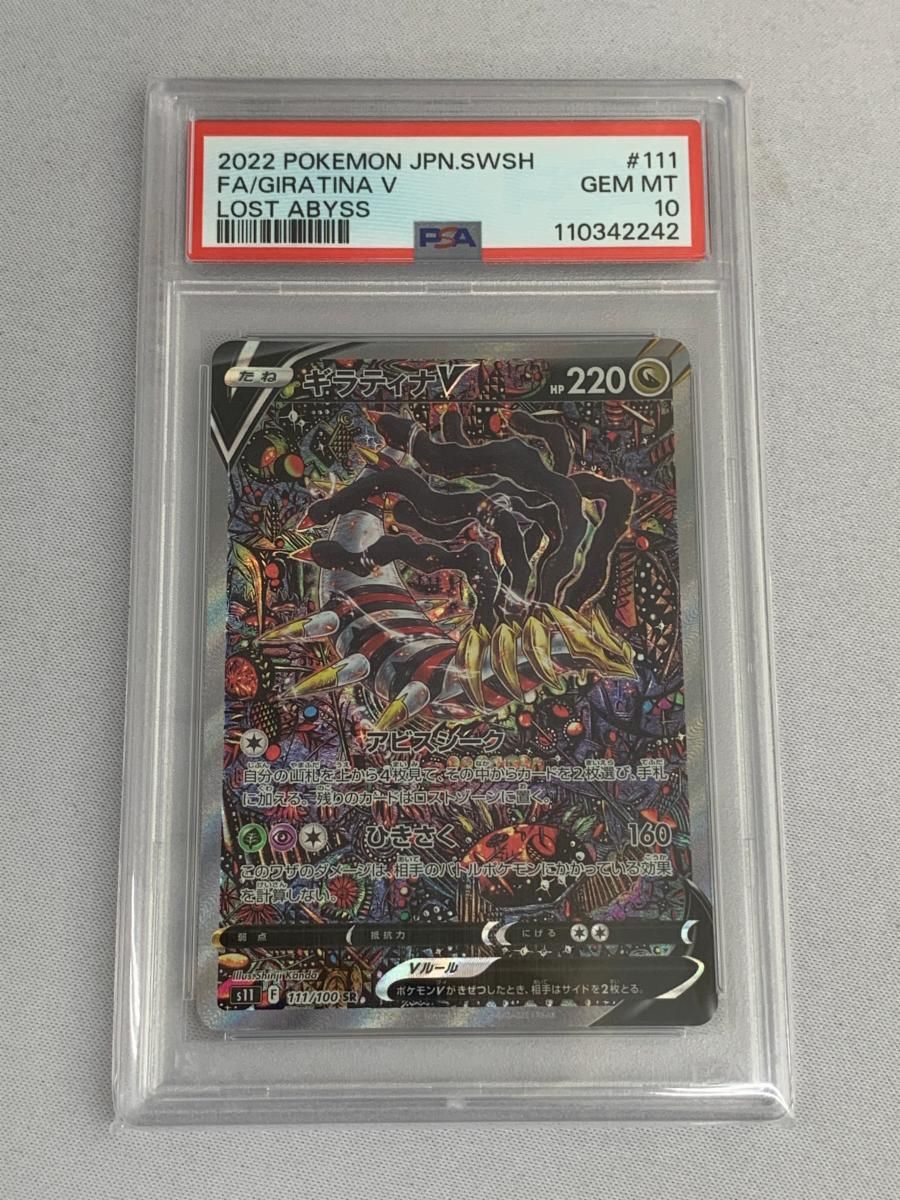 2022 POKEMON JPN.SWSH #111
FA/GIRATINA V GEM MT
LOST ABYSS 10
PSA 110342242
たね ギラティナV HP 220
アビスシーク
自分の山札を上から4枚見て、その中からカードを2枚選び、手札
に加える。残りのカードはロストゾーンに置く。
ひきさく 160
このワザのダメージは、相手のバトルポケモンにかかっている効果
を計算しない。
弱点 抵抗力 にげる
Illus. Shinji Kanda
Vルール
s11 F 111/100 SR ポケモンVがきぜつしたとき、相手はサイドを2枚とる。